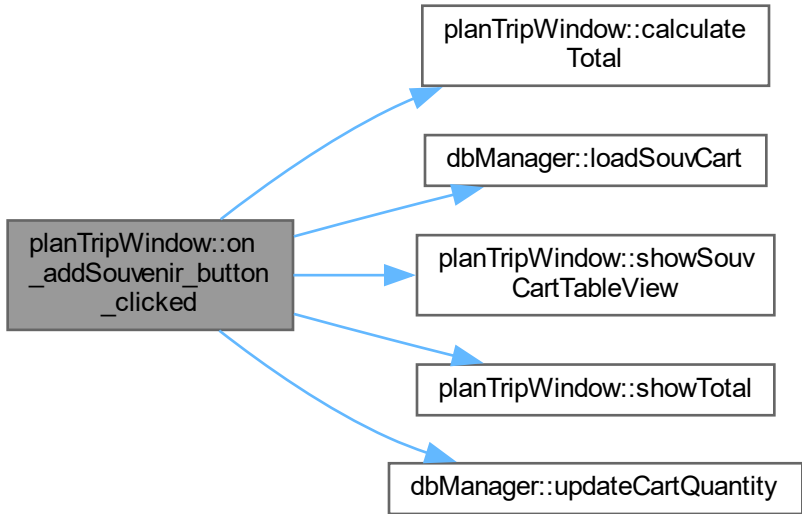 planTripWindow::calculate
Total
dbManager::loadSouvCart
planTripWindow::on
_addSouvenir_button
_clicked
planTripWindow::showSouv
CartTableView
planTripWindow::showTotal
dbManager::updateCartQuantity